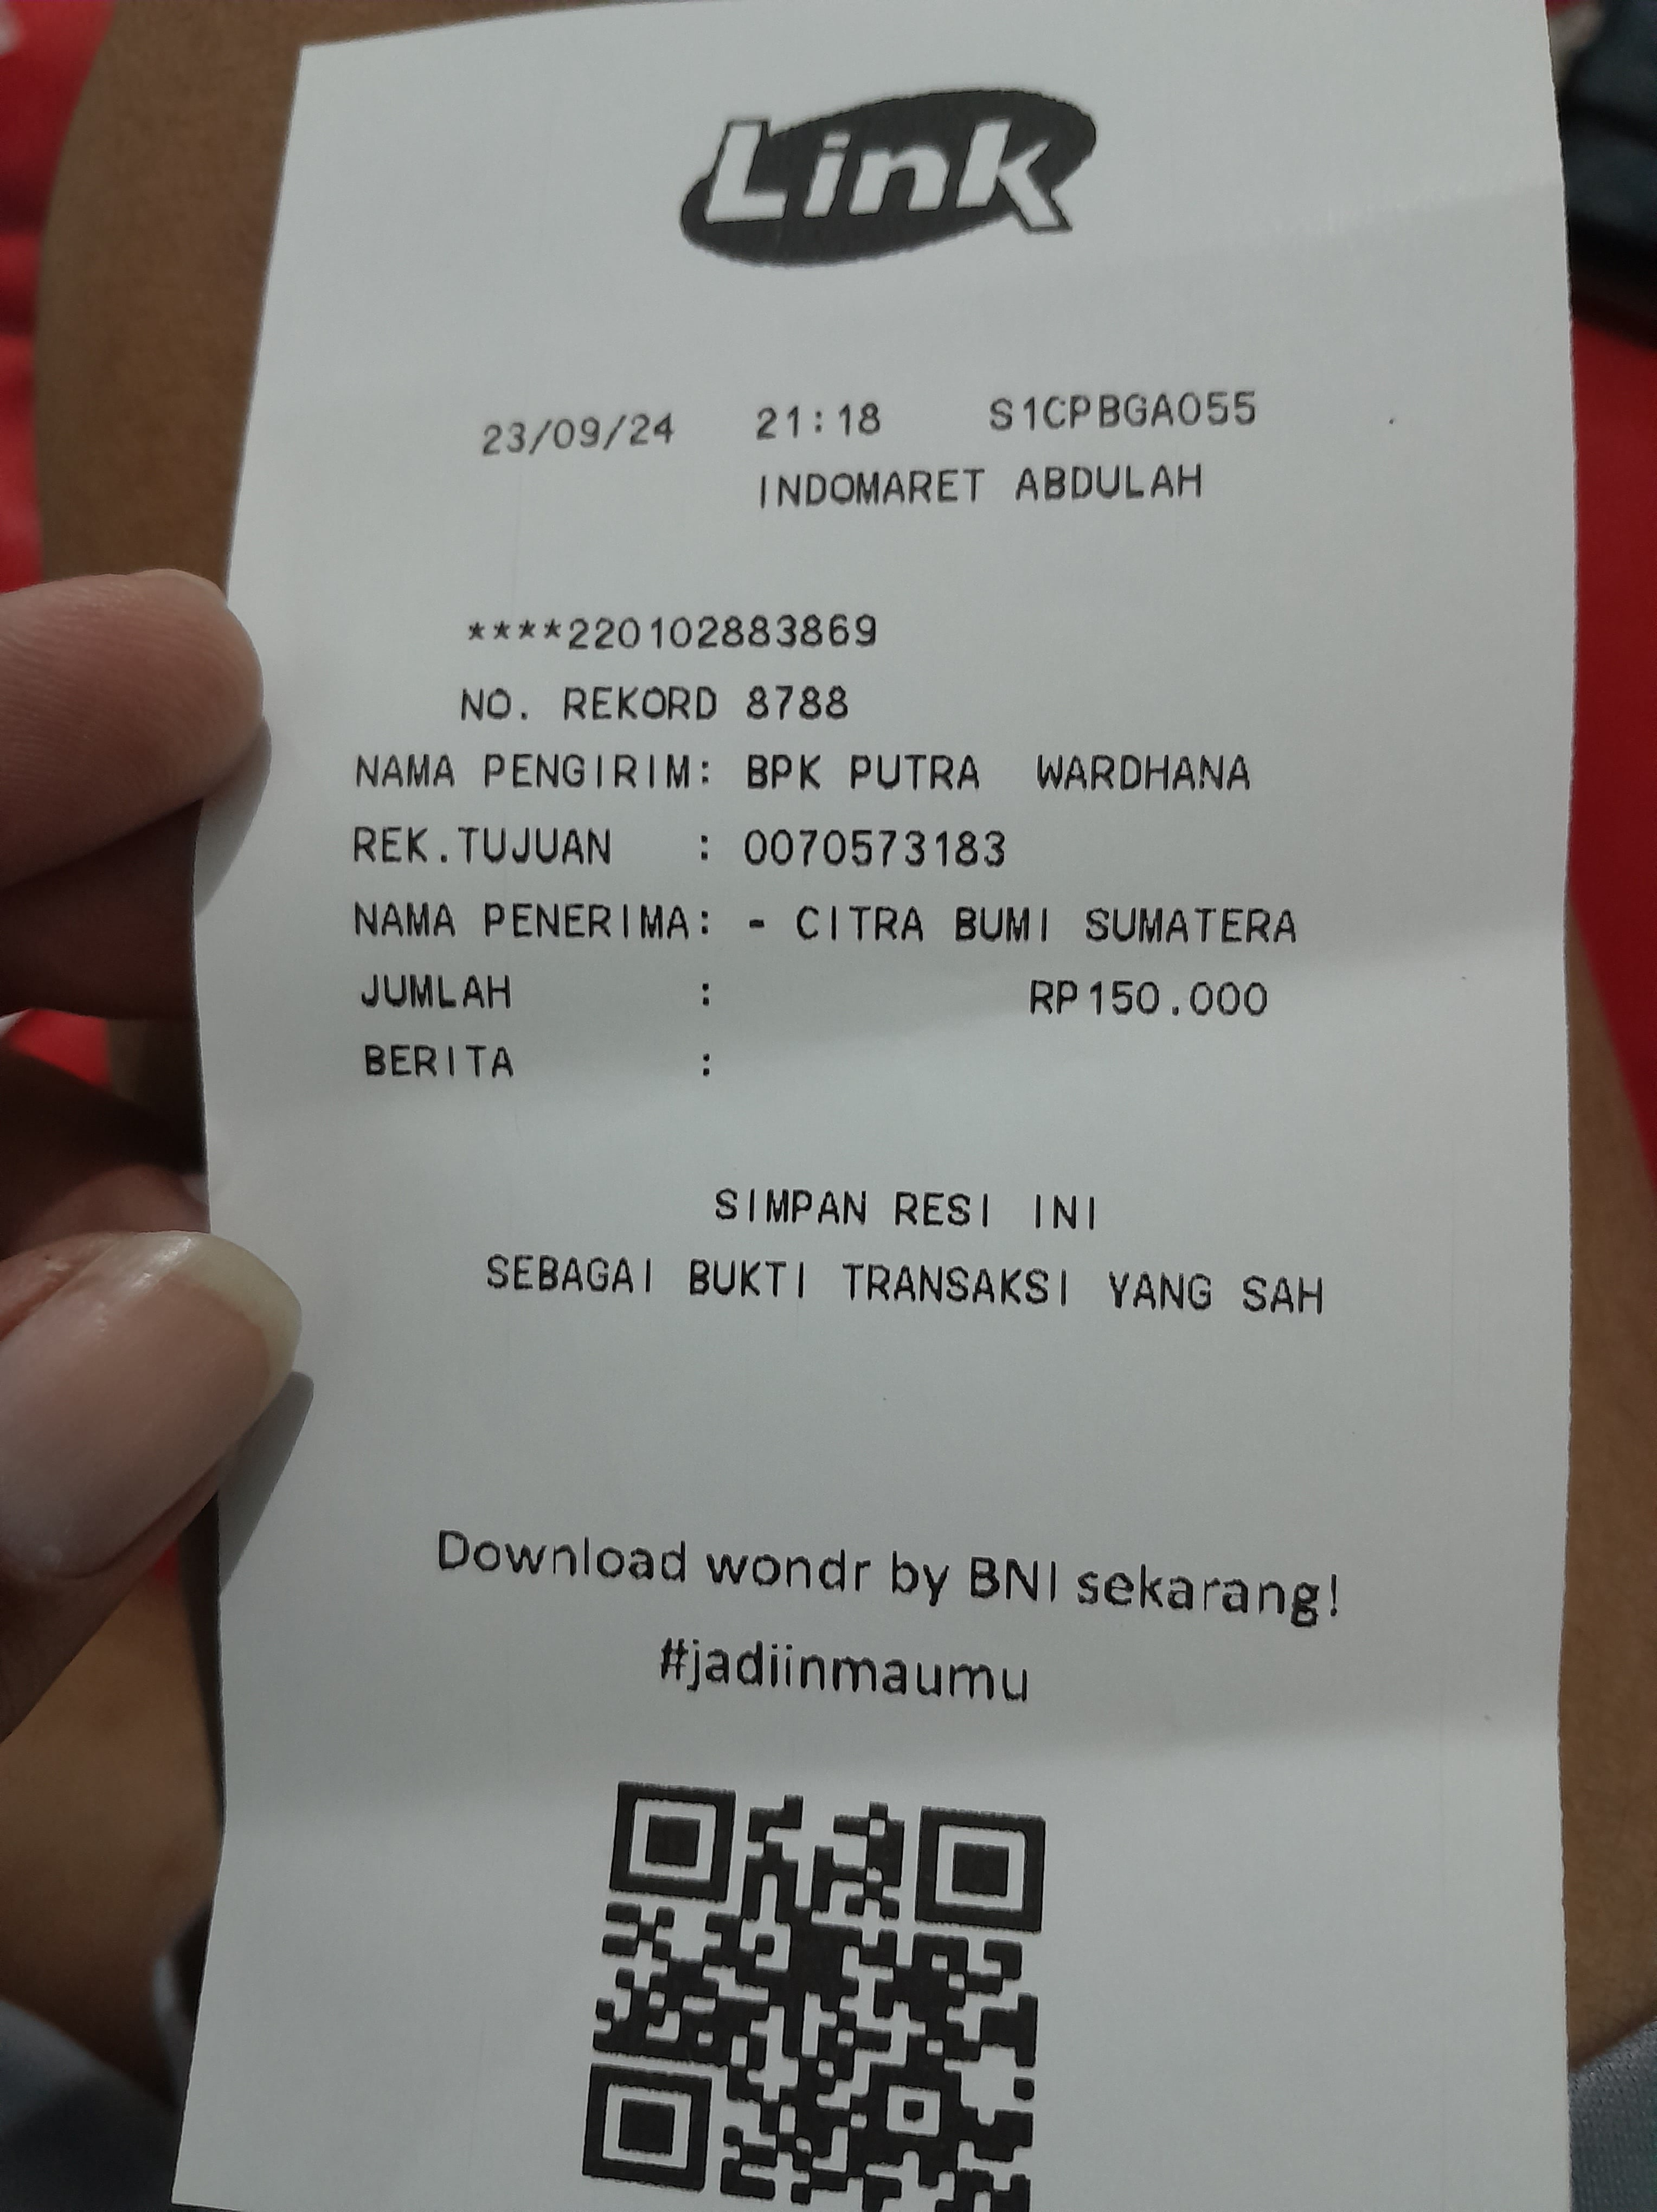 Link
23/09/24 21:18 S1CPBGA055
INDOMARET ABDULAH
****220102883869
NO. REKORD 8788
NAMA PENGIRIM: BPK PUTRA WARDHANA
REK.TUJUAN : 0070573183
NAMA PENERIMA: - CITRA BUMI SUMATERA
JUMLAH : RP150.000
BERITA :
SIMPAN RESI INI
SEBAGAI BUKTI TRANSAKSI YANG SAH
Download wondr by BNI sekarang!
#jadiinmaumu